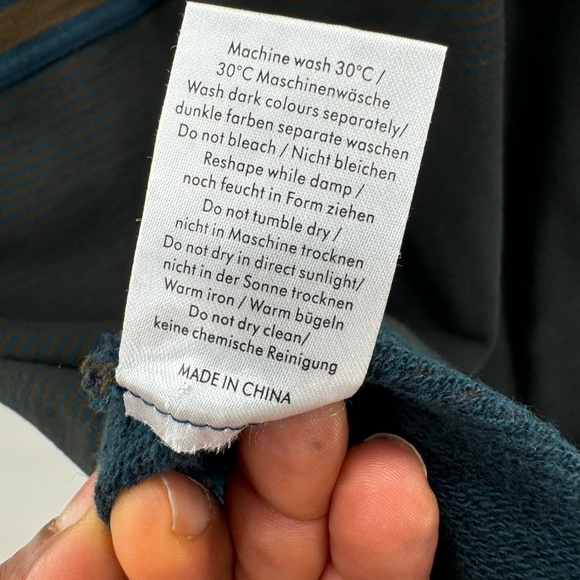 Machine wash 30°C /
30°C Maschinenwäsche
Wash dark colours separately/
dunkle farben separate waschen
Do not bleach / Nicht bleichen
Reshape while damp /
noch feucht in Form ziehen
Do not tumble dry /
nicht in Maschine trocknen
Do not dry in direct sunlight/
nicht in der Sonne trocknen
Warm iron / Warm bügeln
Do not dry clean/
keine chemische Reinigung
MADE IN CHINA